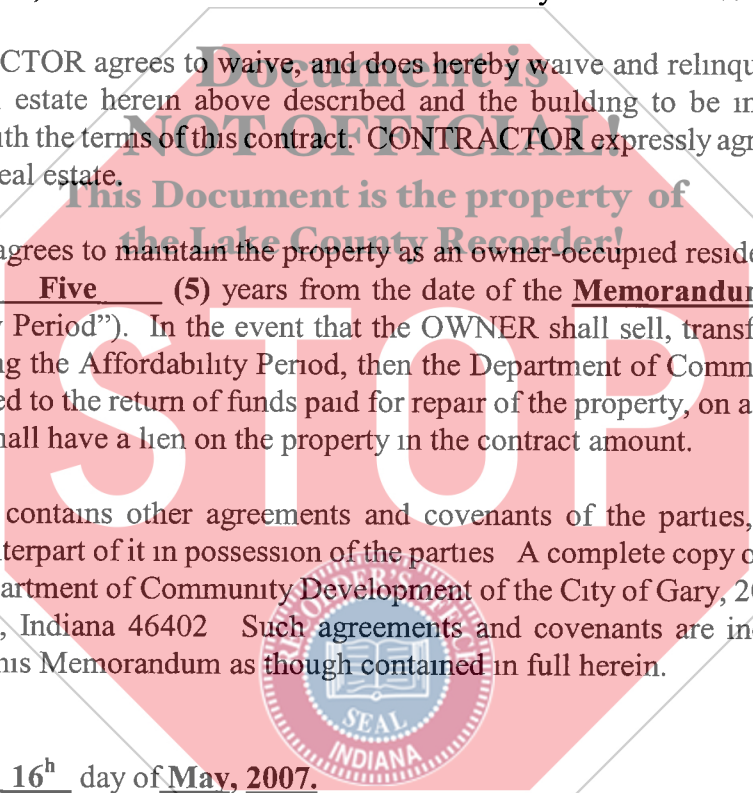 CTOR agrees to waive, and does hereby waive and relinqu
Document is
estate herein above described and the building to be in
th the terms of this contract. CONTRACTOR expressly agr
NOT OFFICIAL!
eal estate.
This Document is the property of
the Lake County Recorder!
agrees to maintain the property as an owner-occupied reside
Five (5) years from the date of the Memorandu
Period"). In the event that the OWNER shall sell, transf
ng the Affordability Period, then the Department of Comm
ed to the return of funds paid for repair of the property, on a
hall have a lien on the property in the contract amount.
STOP
contains other agreements and covenants of the parties,
terpart of it in possession of the parties A complete copy o
artment of Community Development of the City of Gary, 2
, Indiana 46402 Such agreements and covenants are in
his Memorandum as though contained in full herein.
RECORDER'S OFFICE
SEAL
INDIANA
16h day of May, 2007.